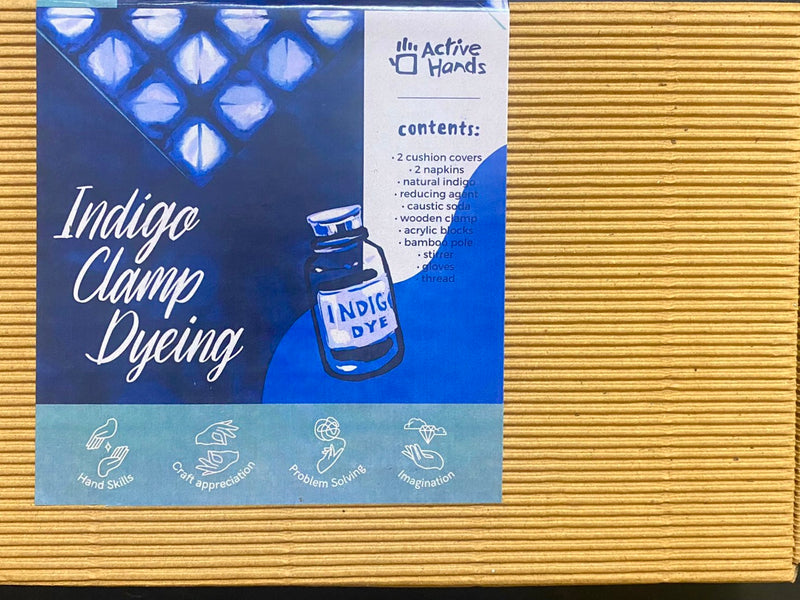 Active
Hands
contents:
• 2 cushion covers
• 2 napkins
• natural indigo
• reducing agent
• caustic soda
• wooden clamp
• acrylic blocks
• bamboo pole
• stirrer
• gloves
thread
Indigo
Clamp
Dyeing
INDIGO
DYE
Hand Skills
Craft appreciation
Problem Solving
Imagination